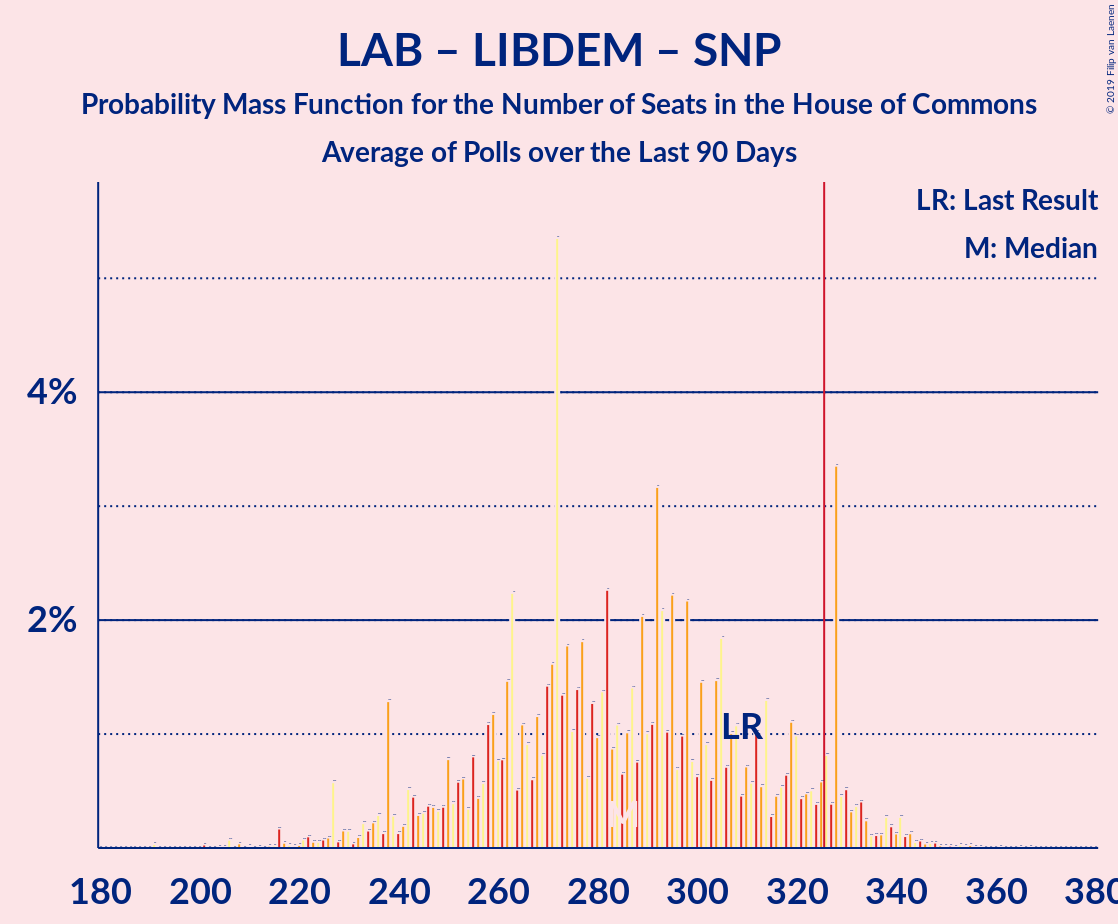 LAB – LIBDEM – SNP
Probability Mass Function for the Number of Seats in the House of Commons
Average of Polls over the Last 90 Days
© 2019 Filip van Laenen
LR: Last Result
M: Median
4%
2%
LR
M
180 200 220 240 260 280 300 320 340 360 380